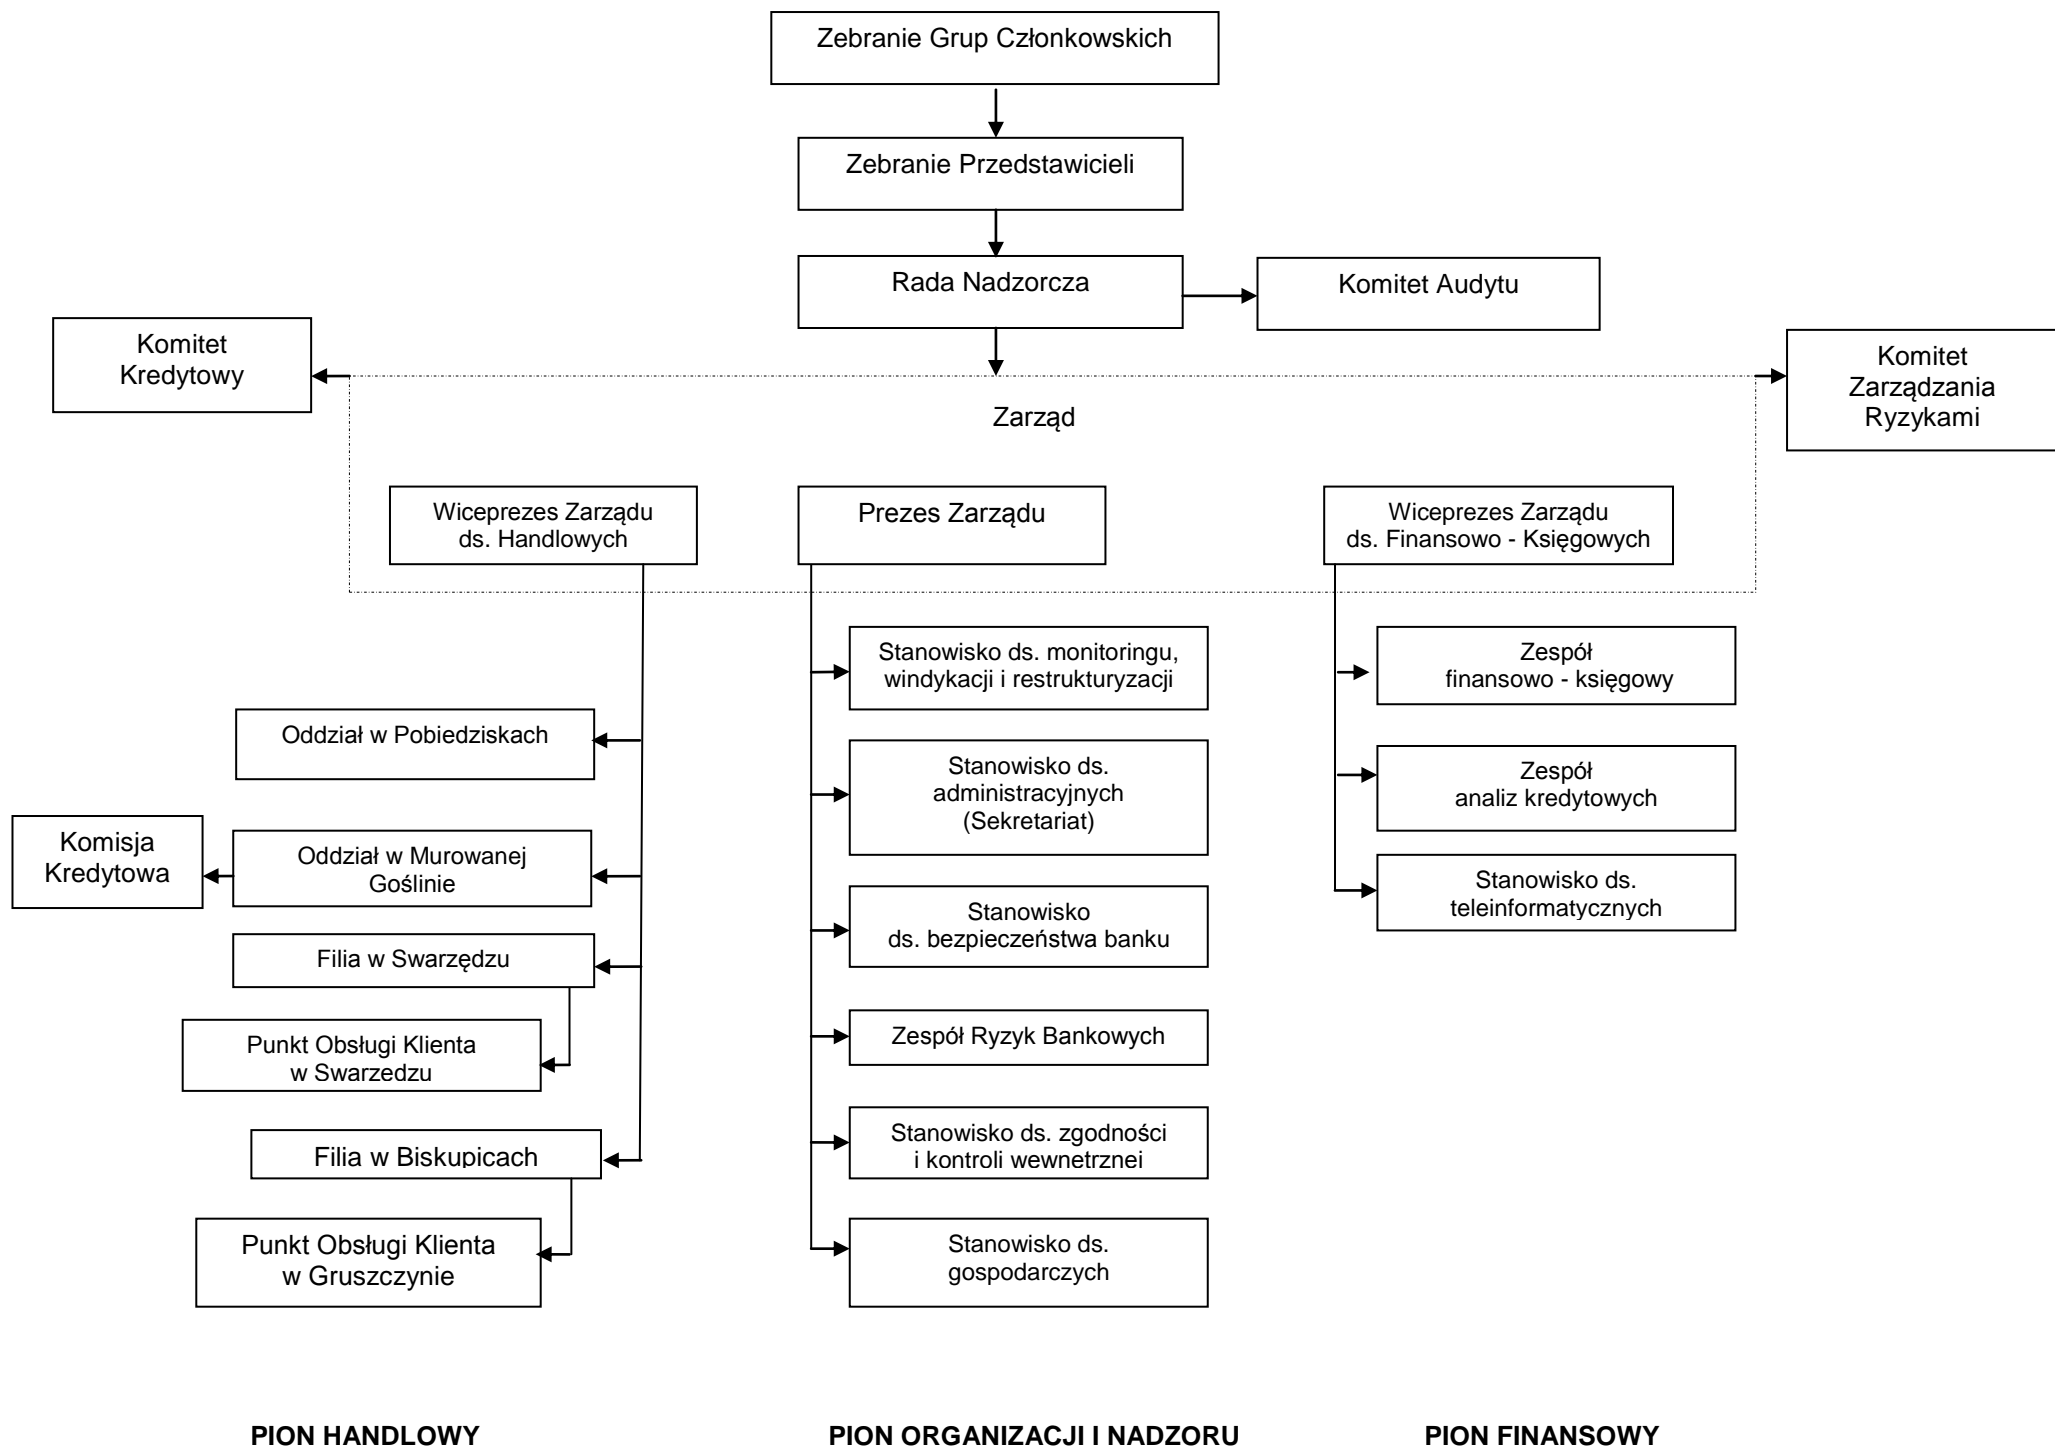 Zebranie Grup Członkowskich
Zebranie Przedstawicieli
Rada Nadzorcza
Komitet Audytu
Komitet
Kredytowy
Komitet
Zarządzania
Ryzykami
Zarząd
Wiceprezes Zarządu
ds. Handlowych
Prezes Zarządu
Wiceprezes Zarządu
ds. Finansowo - Księgowych
Oddział w Pobiedziskach
Komisja
Kredytowa
Oddział w Murowanej
Goślinie
Filia w Swarzędzu
Punkt Obsługi Klienta
w Swarzedzu
Filia w Biskupicach
Punkt Obsługi Klienta
w Gruszczynie
Stanowisko ds. monitoringu,
windykacji i restrukturyzacji
Stanowisko ds.
administracyjnych
(Sekretariat)
Stanowisko
ds. bezpieczeństwa banku
Zespół Ryzyk Bankowych
Stanowisko ds. zgodności
i kontroli wewnetrznei
Stanowisko ds.
gospodarczych
Zespół
finansowo - księgowy
Zespół
analiz kredytowych
Stanowisko ds.
teleinformatycznych
PION HANDLOWY
PION ORGANIZACJI I NADZORU
PION FINANSOWY